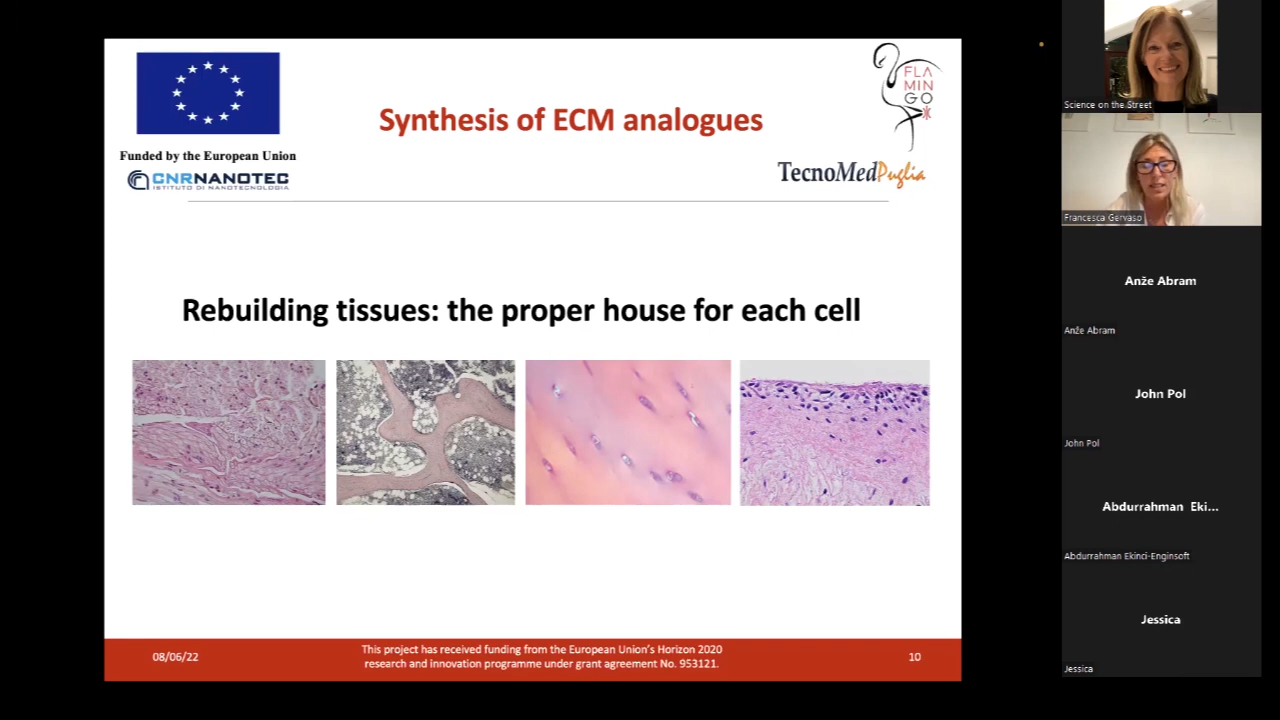 Synthesis of ECM analogues
Funded by the European Union
CNRNANOTEC
ISTITUTO DI NANOTECNOLOGIA
FLA
MIN
GO
TecnoMedPuglia
Rebuilding tissues: the proper house for each cell
08/06/22
This project has received funding from the European Union's Horizon 2020
research and innovation programme under grant agreement No. 953121.
10
Science on the Street
Francesca Gervaso
Anže Abram
Anže Abram
John Pol
John Pol
Abdurrahman Eki...
Abdurrahman Ekinci-Enginsoft
Jessica
Jessica